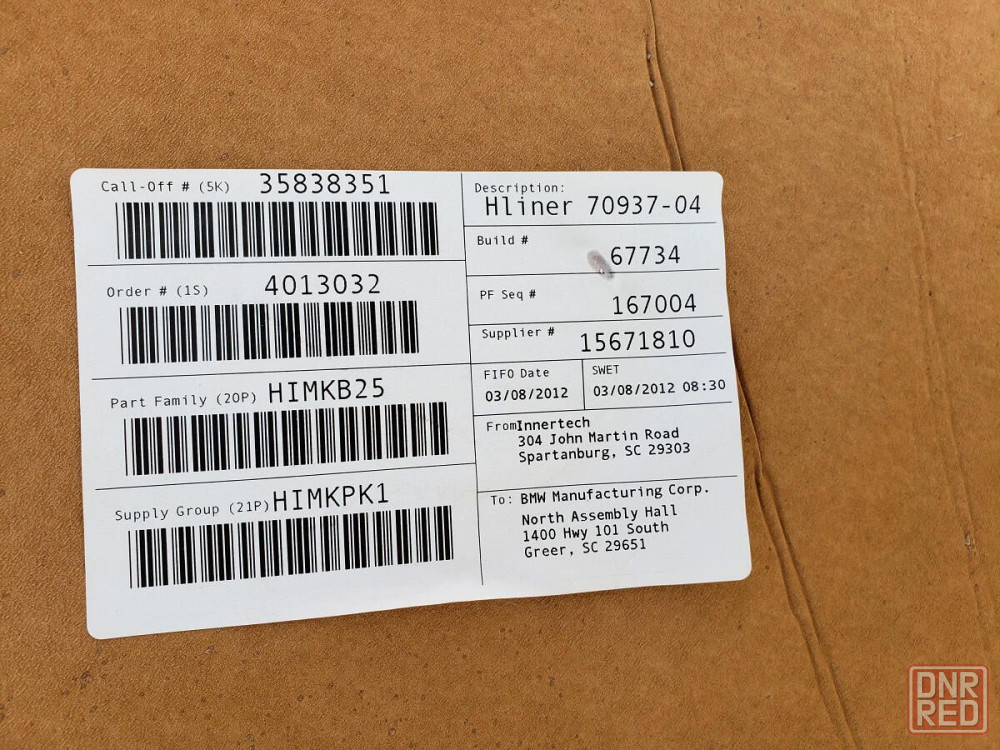 Call-Off # (5K) 35838351
Order # (1S) 4013032
Part Family (20P) HIMKB25
Supply Group (21P) HIMKPK1
Description:
Hliner 70937-04
Build # 67734
PF Seq # 167004
Supplier # 15671810
FIFO Date
03/08/2012
SWET
03/08/2012 08:30
From Innertech
304 John Martin Road
Spartanburg, SC 29303
To: BMW Manufacturing Corp.
North Assembly Hall
1400 Hwy 101 South
Greer, SC 29651
DNR
RED